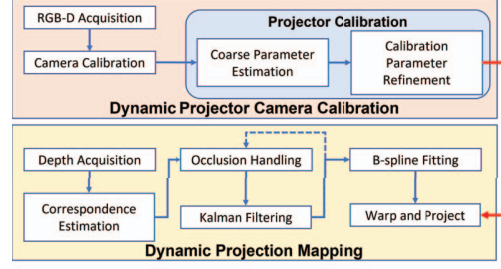 RGB-D Acquisition
Camera Calibration
Projector Calibration
Coarse Parameter
Estimation
Calibration
Parameter
Refinement
Dynamic Projector Camera Calibration
Depth Acquisition
Correspondence
Estimation
Occlusion Handling
Kalman Filtering
B-spline Fitting
Warp and Project
Dynamic Projection Mapping